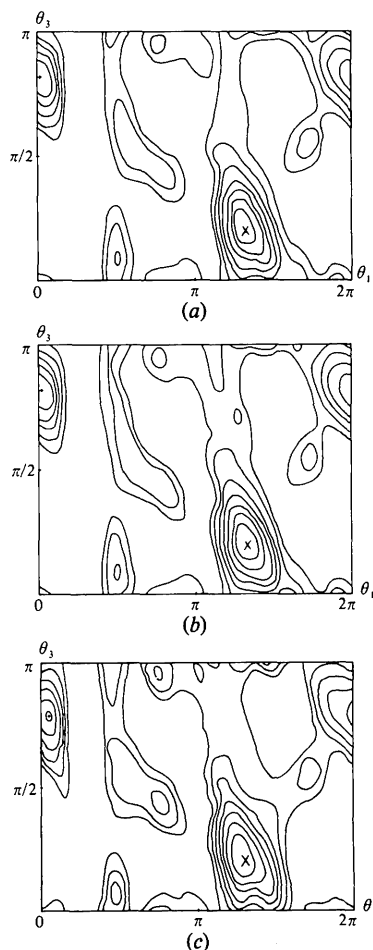 θ₃
π
π/2
θ₁
0 π 2π
(a)
θ₃
π
π/2
θ₁
0 π 2π
(b)
θ₃
π
π/2
θ
0 π 2π
(c)